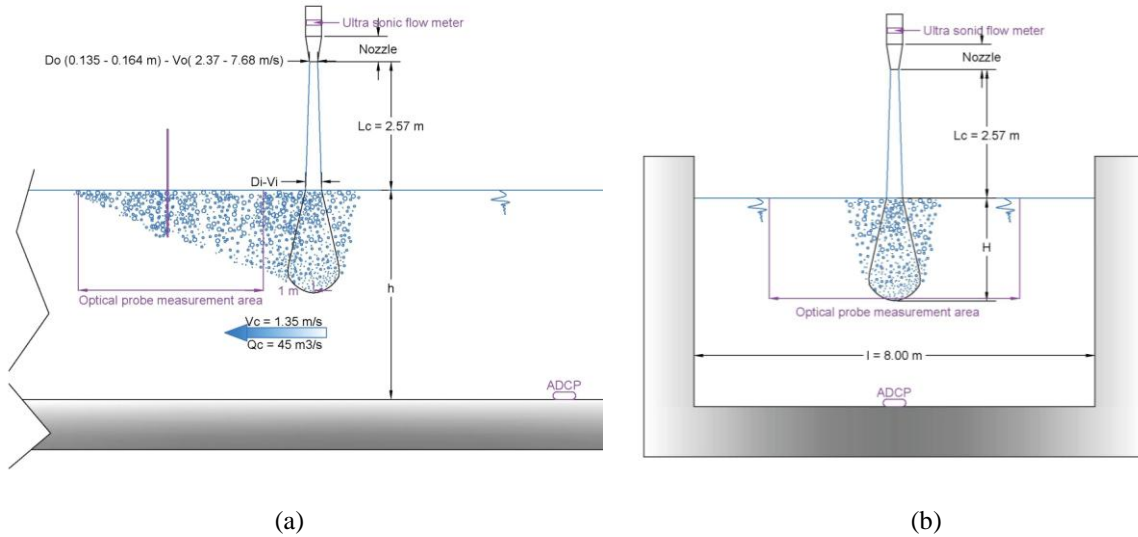 Ultra sonic flow meter
Nozzle
Do (0.135 - 0.164 m) - Vo( 2.37 - 7.68 m/s)
Lc = 2.57 m
Di-Vi
h
1 m
Optical probe measurement area
Vc = 1.35 m/s
Qc = 45 m3/s
ADCP
(a)
Ultra sonic flow meter
Nozzle
Lc = 2.57 m
H
Optical probe measurement area
l = 8.00 m
ADCP
(b)